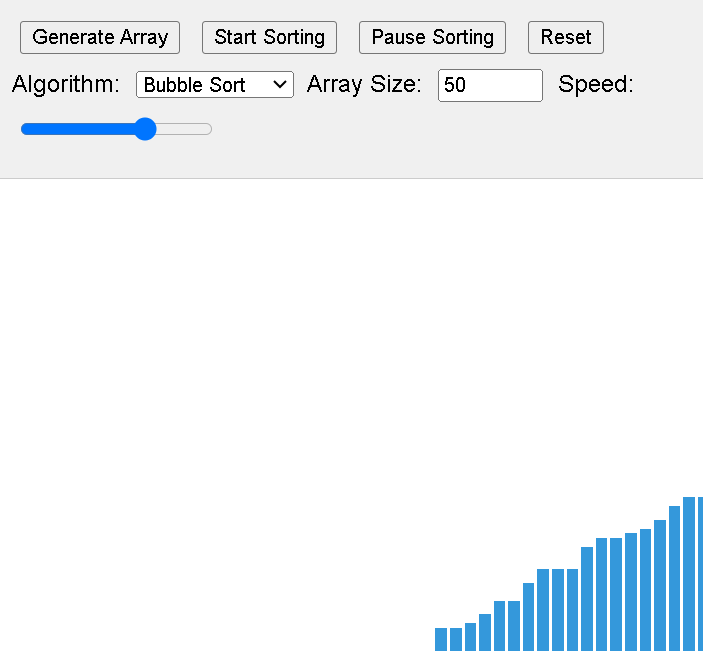 Generate Array Start Sorting Pause Sorting Reset
Algorithm: Bubble Sort Array Size: 50 Speed: